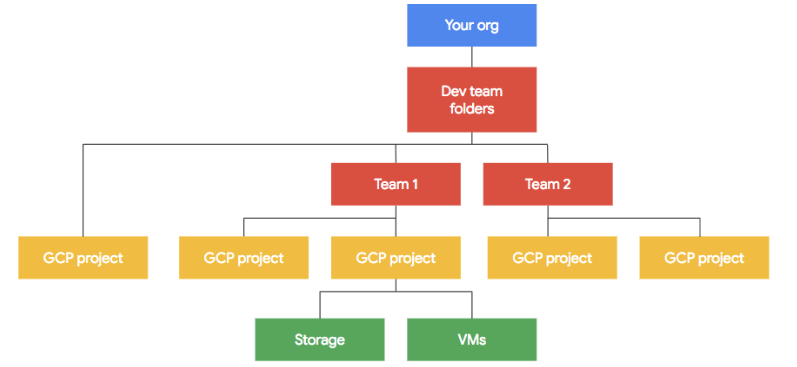 Your org
Dev team
folders
Team 1
Team 2
GCP project
GCP project
GCP project
GCP project
GCP project
Storage
VMs